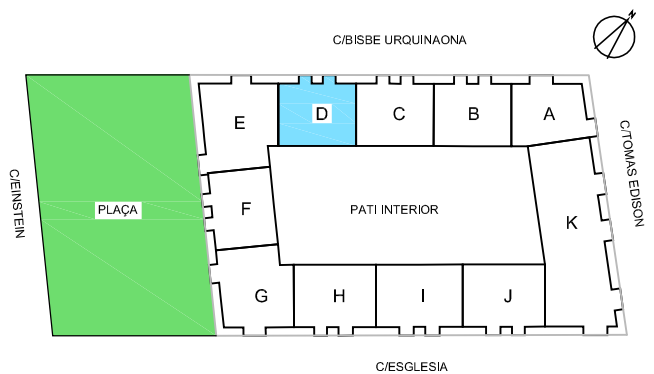 N
C/BISBE URQUINAONA
E
D
C
B
A
C/TOMAS EDISON
C/EINSTEIN
PLAÇA
F
PATI INTERIOR
K
G
H
I
J
C/ESGLESIA